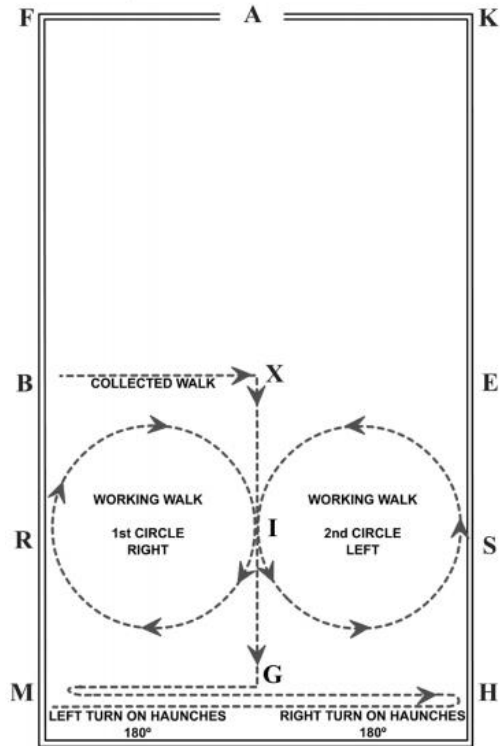 F A K
B COLLECTED WALK X E
WORKING WALK WORKING WALK
R 1st CIRCLE I 2nd CIRCLE S
RIGHT LEFT
G
M H
LEFT TURN ON HAUNCHES RIGHT TURN ON HAUNCHES
180º 180º